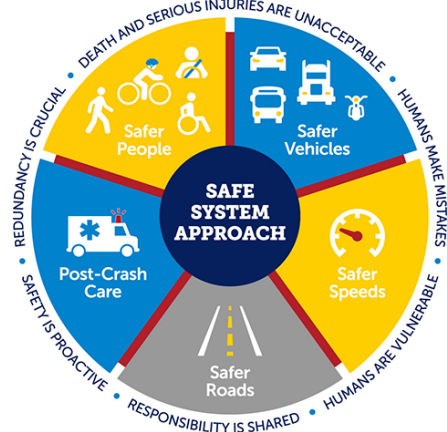 DEATH AND SERIOUS INJURIES ARE UNACCEPTABLE
HUMANS MAKE MISTAKES
HUMANS ARE VULNERABLE
RESPONSIBILITY IS SHARED
SAFETY IS PROACTIVE
REDUNDANCY IS CRUCIAL
Safer
People
Safer
Vehicles
SAFE
SYSTEM
APPROACH
Post-Crash
Care
Safer
Speeds
Safer
Roads